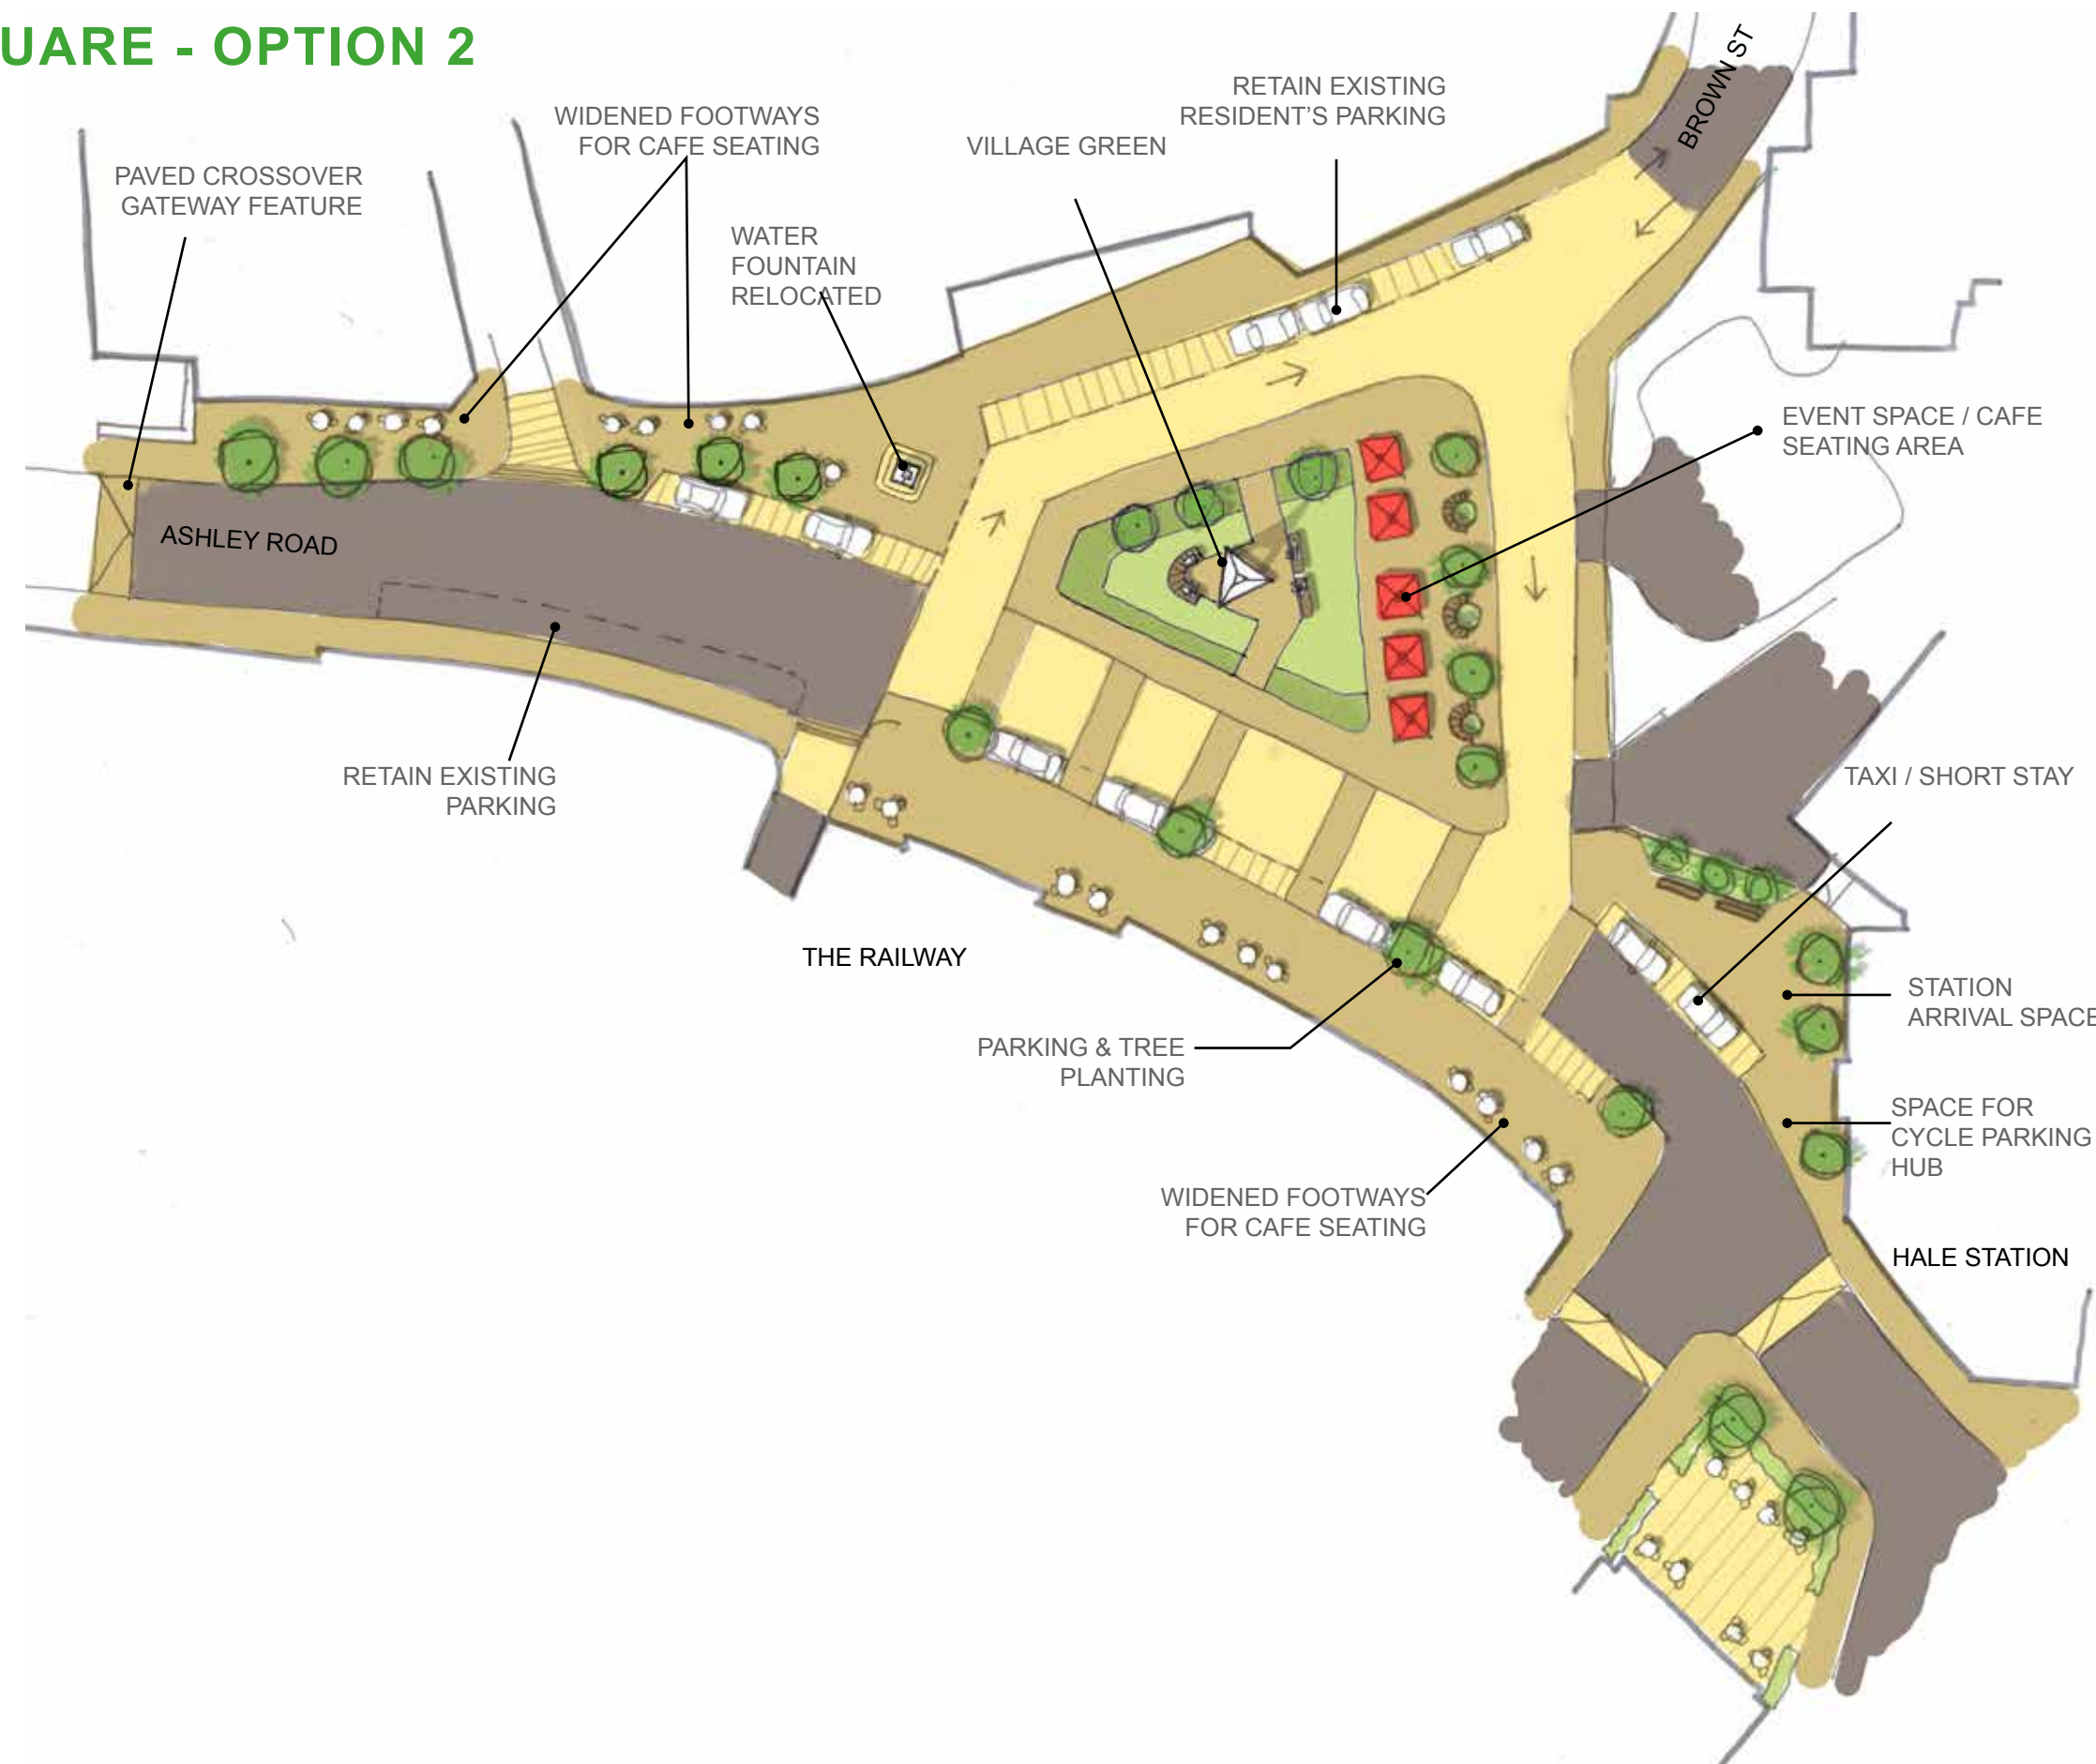 UARE - OPTION 2
BROWN ST
RETAIN EXISTING
RESIDENT'S PARKING
WIDENED FOOTWAYS
FOR CAFE SEATING
VILLAGE GREEN
PAVED CROSSOVER
GATEWAY FEATURE
WATER
FOUNTAIN
RELOCATED
EVENT SPACE / CAFE
SEATING AREA
ASHLEY ROAD
RETAIN EXISTING
PARKING
TAXI / SHORT STAY
THE RAILWAY
STATION
ARRIVAL SPACE
PARKING & TREE
PLANTING
SPACE FOR
CYCLE PARKING
HUB
WIDENED FOOTWAYS
FOR CAFE SEATING
HALE STATION